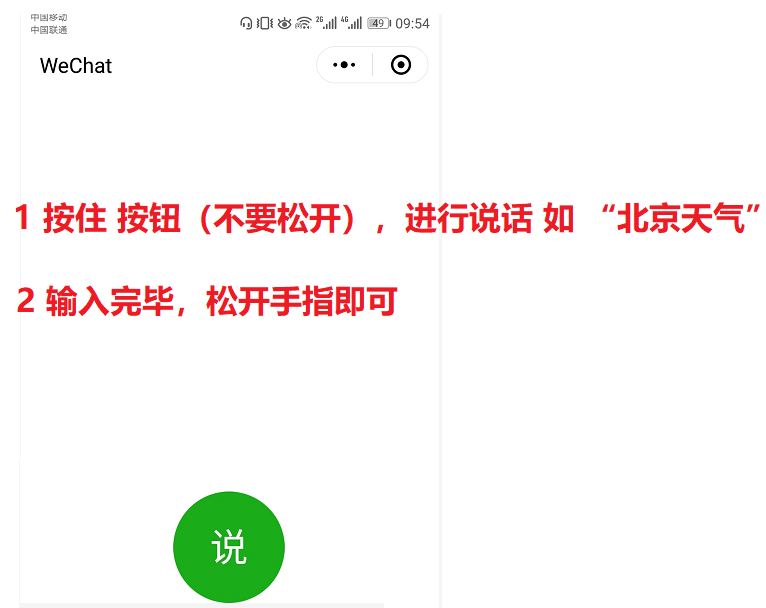 中国移动
中国联通
2G 4G 49 09:54
WeChat
1 按住 按钮（不要松开），进行说话 如 “北京天气”
2 输入完毕，松开手指即可
说